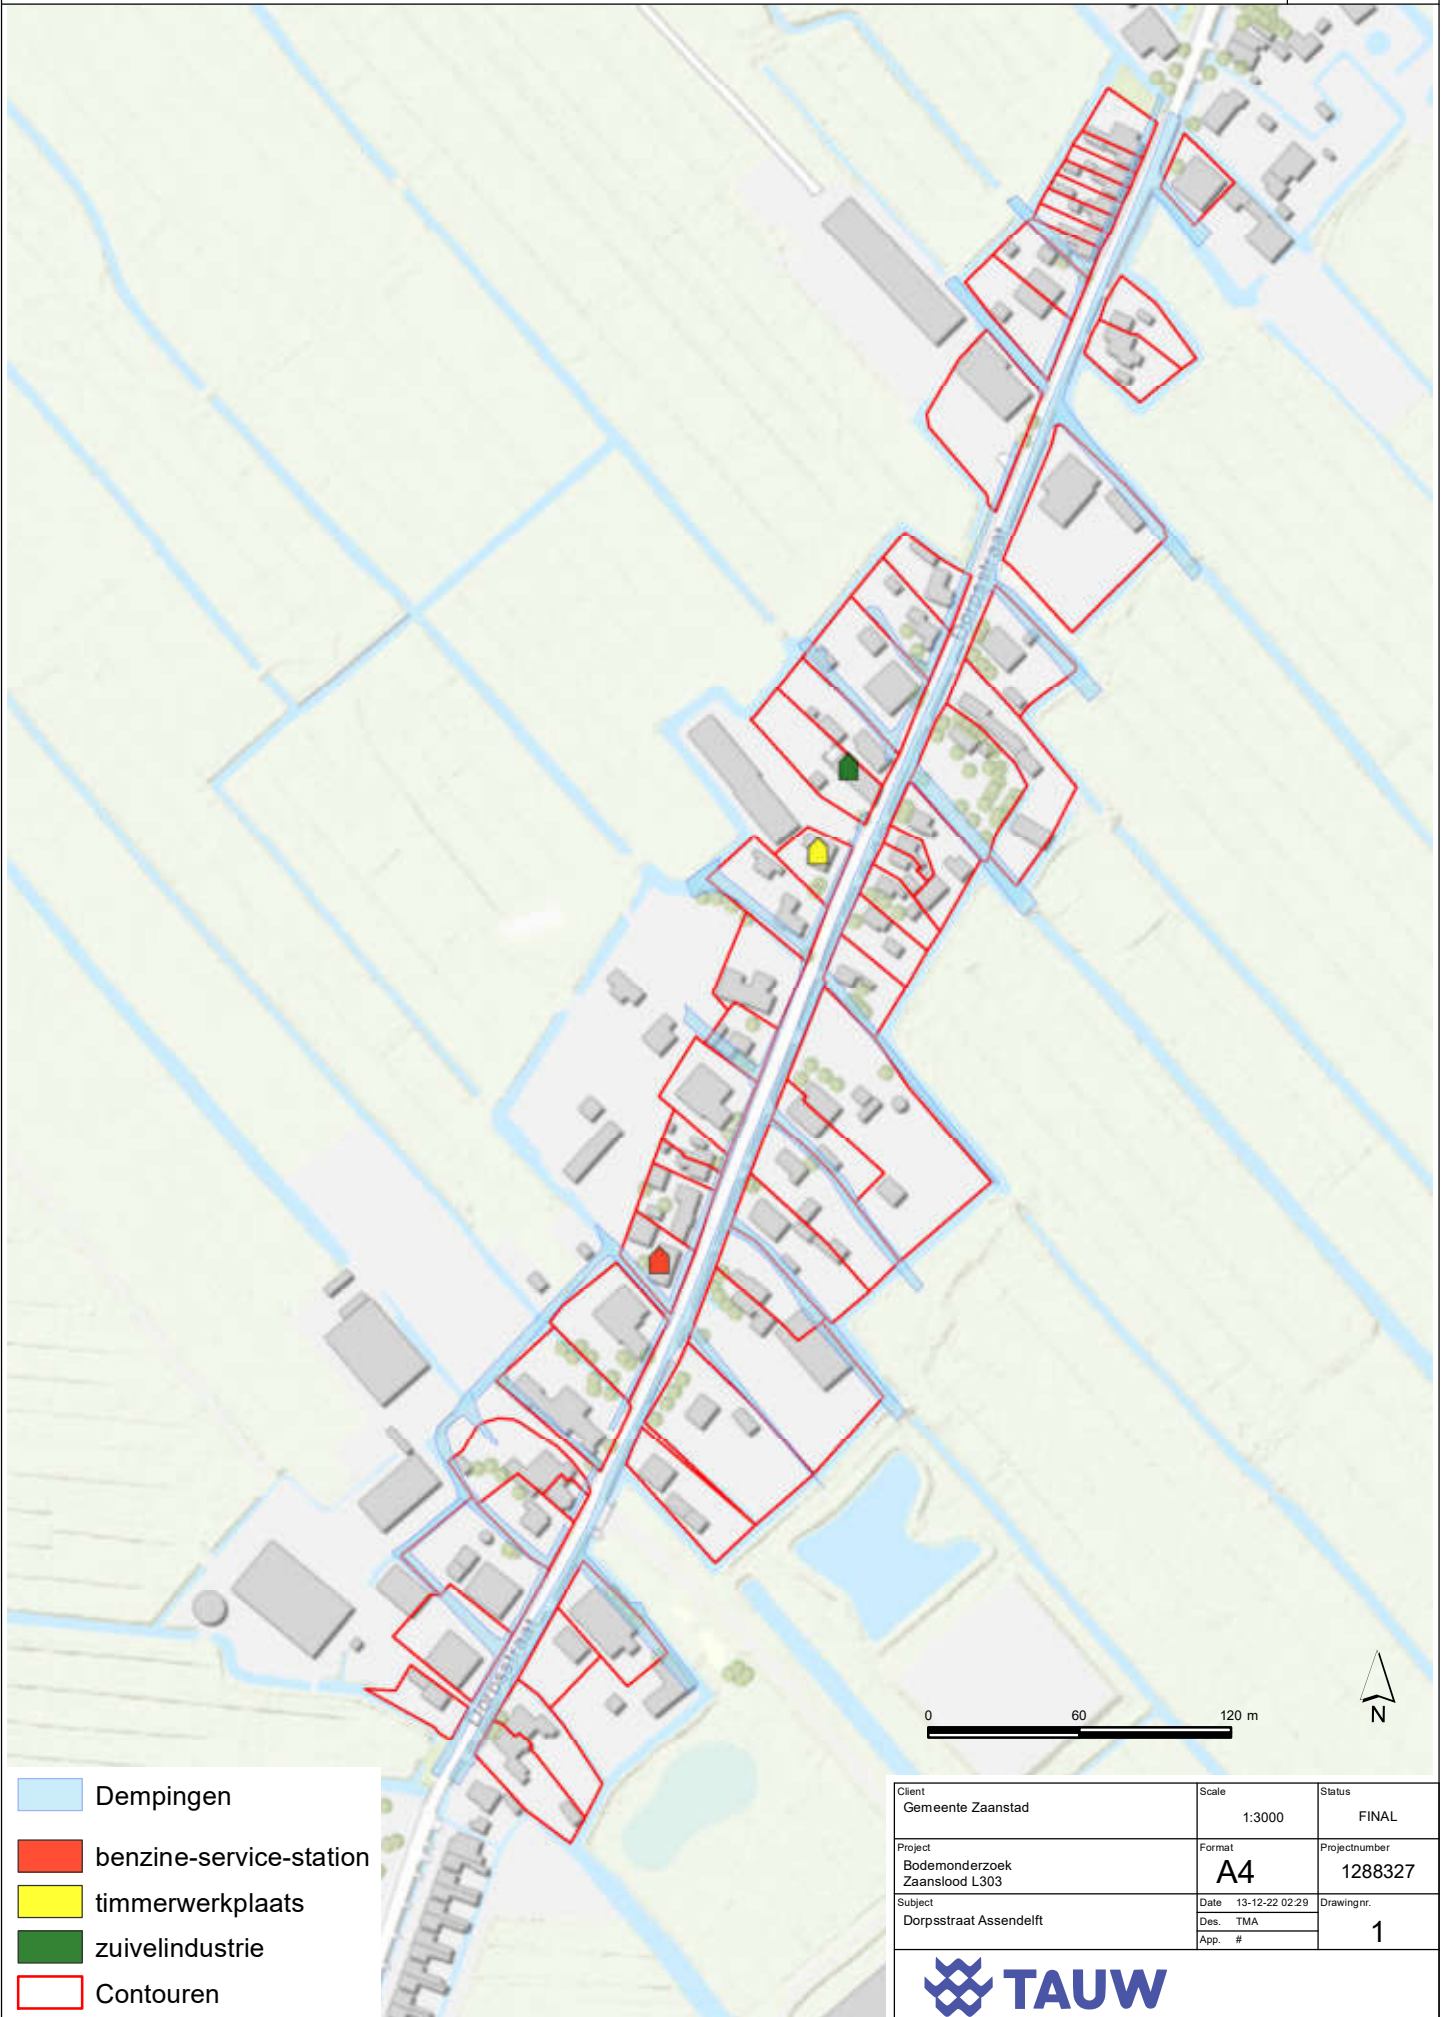 Dorpsstraat
Dorpsstraat
0 60 120 m
N
Dempingen
benzine-service-station
timmerwerkplaats
zuivelindustrie
Contouren
Client
Gemeente Zaanstad
Scale
1:3000
Status
FINAL
Project
Bodemonderzoek
Zaanslood L303
Format
A4
Projectnumber
1288327
Subject
Dorpsstraat Assendelft
Date 13-12-22 02:29
Des. TMA
App. #
Drawingnr.
1
TAUW